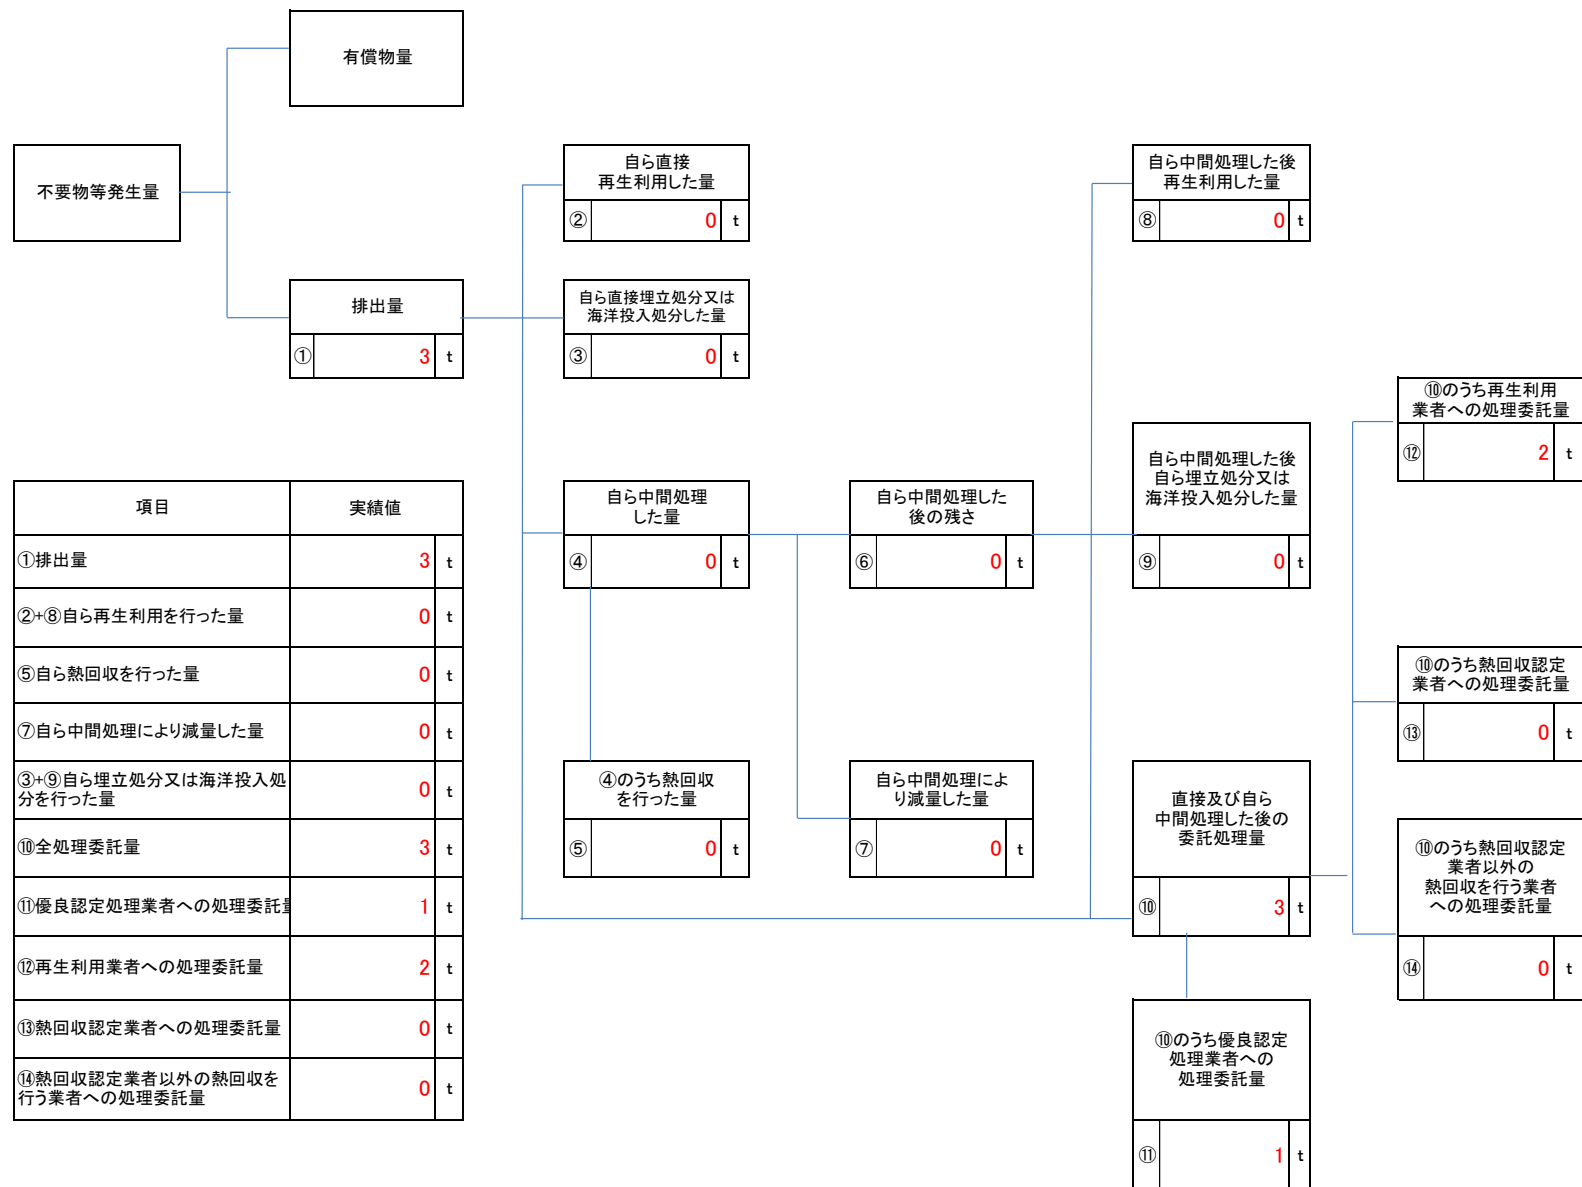 有償物量
不要物等発生量
排出量
① 3 t
自ら直接
再生利用した量
② 0 t
自ら直接埋立処分又は
海洋投入処分した量
③ 0 t
自ら中間処理
した量
④ 0 t
④のうち熱回収
を行った量
⑤ 0 t
自ら中間処理した
後の残さ
⑥ 0 t
自ら中間処理によ
り減量した量
⑦ 0 t
自ら中間処理した後
再生利用した量
⑧ 0 t
自ら中間処理した後
自ら埋立処分又は
海洋投入処分した量
⑨ 0 t
直接及び自ら
中間処理した後の
委託処理量
⑩ 3 t
⑩のうち優良認定
処理業者への
処理委託量
⑪ 1 t
⑩のうち再生利用
業者への処理委託量
⑫ 2 t
⑩のうち熱回収認定
業者への処理委託量
⑬ 0 t
⑩のうち熱回収認定
業者以外の
熱回収を行う業者
への処理委託量
⑭ 0 t
項目 実績値
①排出量 3 t
②+⑧自ら再生利用を行った量 0 t
⑤自ら熱回収を行った量 0 t
⑦自ら中間処理により減量した量 0 t
③+⑨自ら埋立処分又は海洋投入処
分を行った量 0 t
⑩全処理委託量 3 t
⑪優良認定処理業者への処理委託量 1 t
⑫再生利用業者への処理委託量 2 t
⑬熱回収認定業者への処理委託量 0 t
⑭熱回収認定業者以外の熱回収を
行う業者への処理委託量 0 t